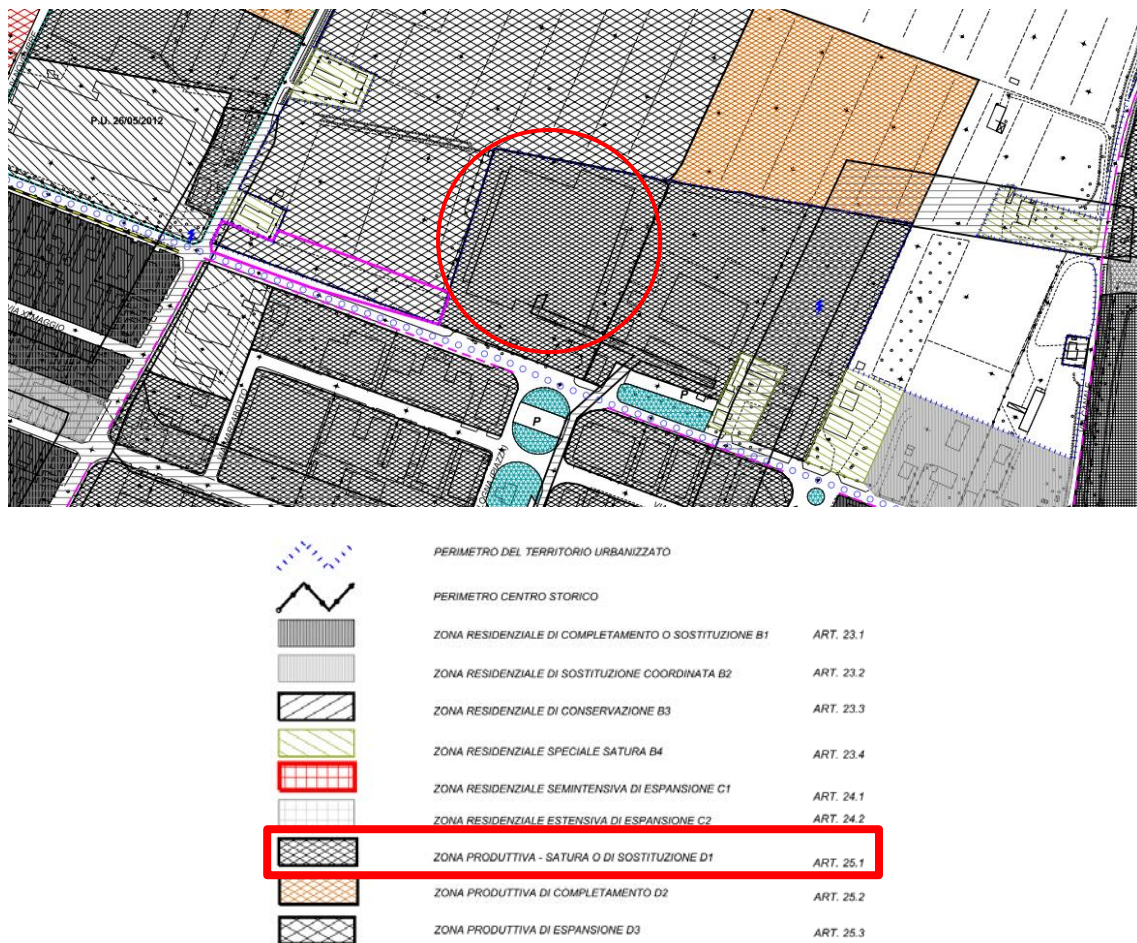 P.U. 26/05/2012
VIA XI MAGGIO
P
P
VIA
PERIMETRO DEL TERRITORIO URBANIZZATO
PERIMETRO CENTRO STORICO
ZONA RESIDENZIALE DI COMPLETAMENTO O SOSTITUZIONE B1 ART. 23.1
ZONA RESIDENZIALE DI SOSTITUZIONE COORDINATA B2 ART. 23.2
ZONA RESIDENZIALE DI CONSERVAZIONE B3 ART. 23.3
ZONA RESIDENZIALE SPECIALE SATURA B4 ART. 23.4
ZONA RESIDENZIALE SEMINTENSIVA DI ESPANSIONE C1 ART. 24.1
ZONA RESIDENZIALE ESTENSIVA DI ESPANSIONE C2 ART. 24.2
ZONA PRODUTTIVA - SATURA O DI SOSTITUZIONE D1 ART. 25.1
ZONA PRODUTTIVA DI COMPLETAMENTO D2 ART. 25.2
ZONA PRODUTTIVA DI ESPANSIONE D3 ART. 25.3